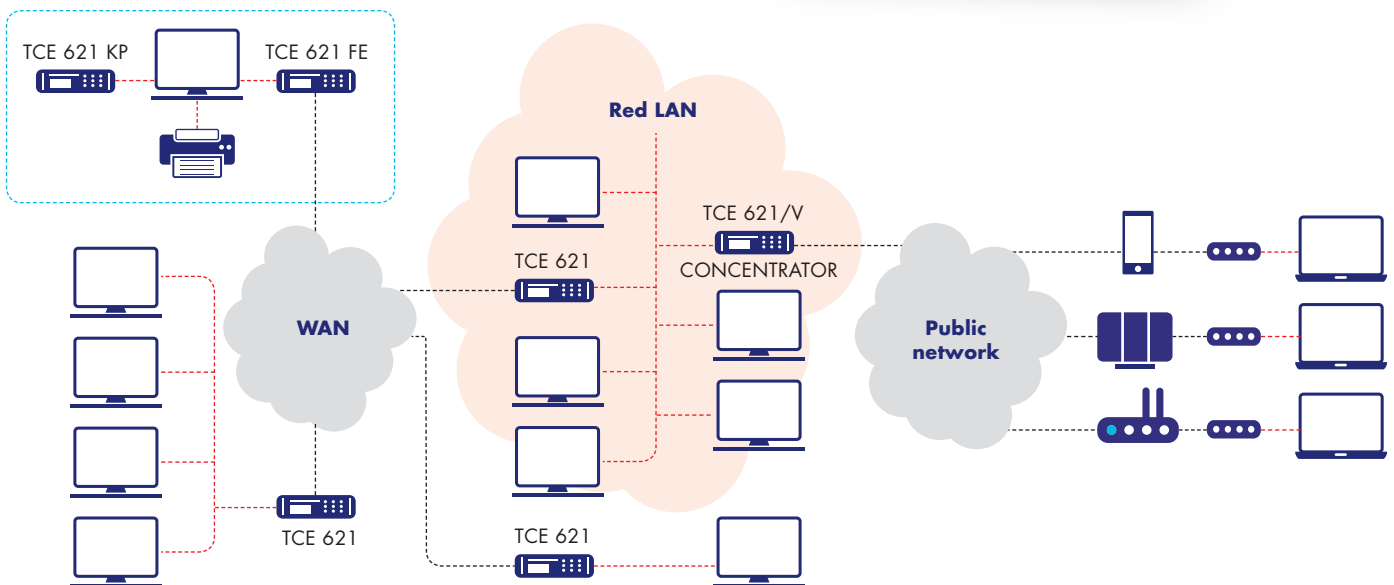 TCE 621 KP
TCE 621 FE
Red LAN
TCE 621/V
CONCENTRATOR
TCE 621
WAN
Public
network
TCE 621
TCE 621